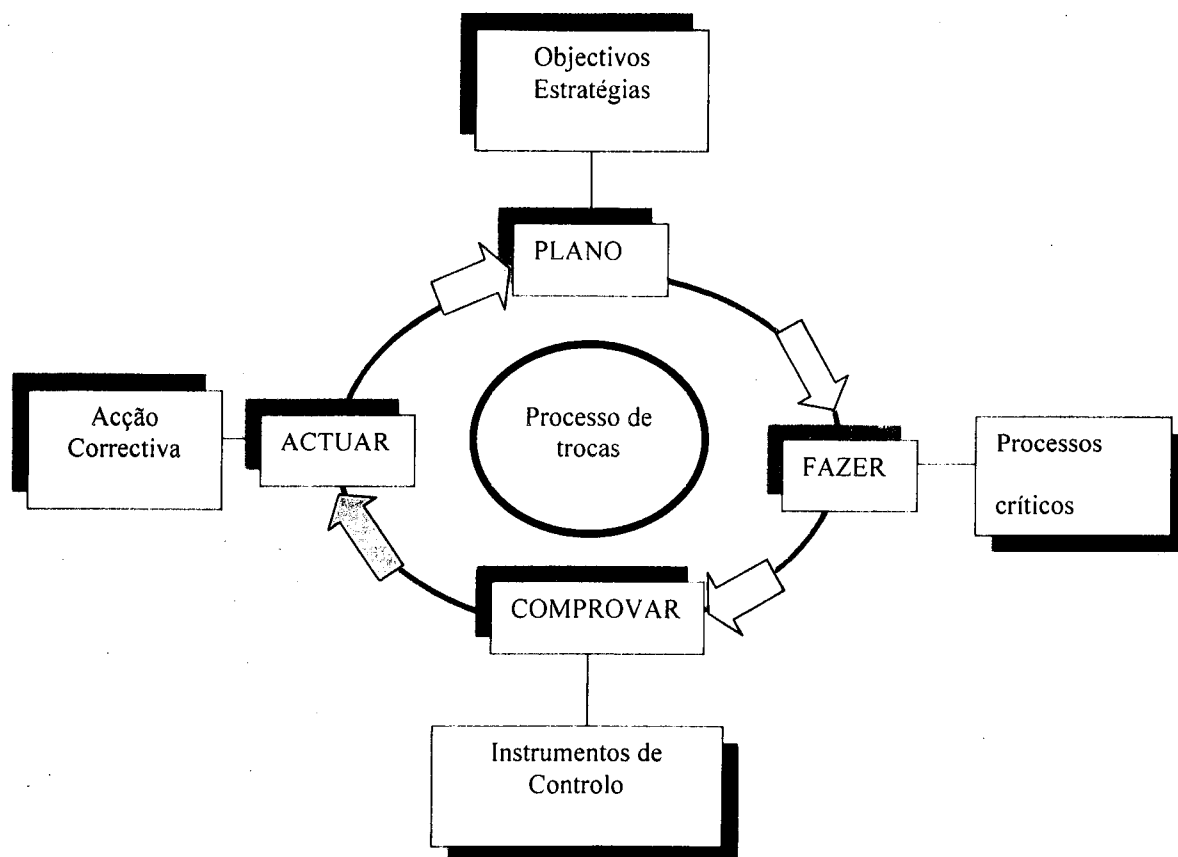 Objectivos
Estratégias
PLANO
Acção
Correctiva
ACTUAR
Processo de
trocas
FAZER
Processos
críticos
COMPROVAR
Instrumentos de
Controlo